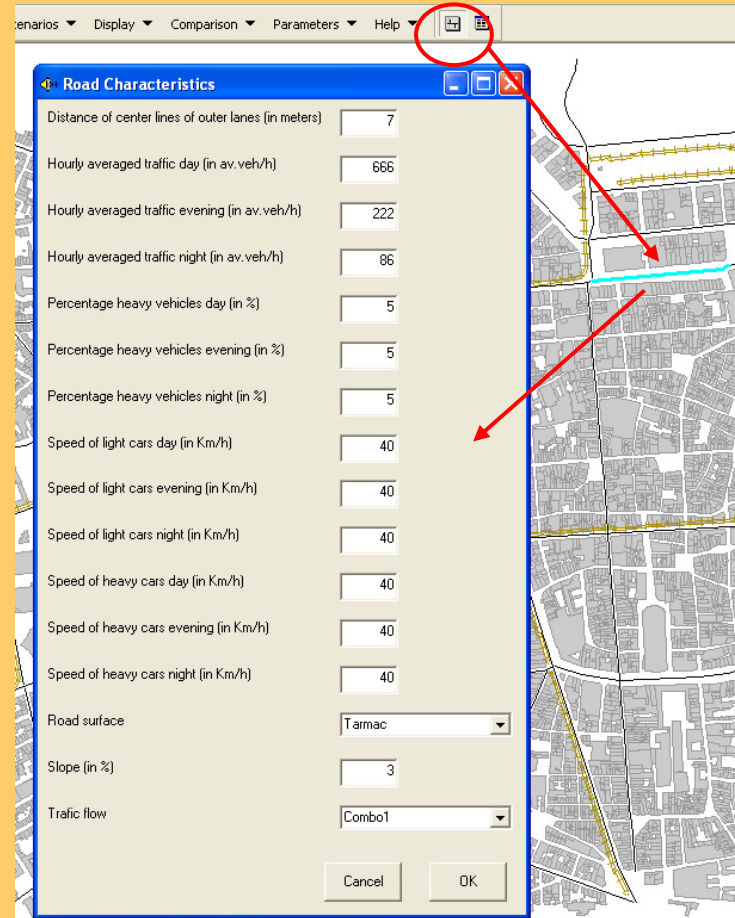 enarios Display Comparison Parameters Help
Road Characteristics
Distance of center lines of outer lanes (in meters) 7
Hourly averaged traffic day (in av.veh/h) 666
Hourly averaged traffic evening (in av.veh/h) 222
Hourly averaged traffic night (in av.veh/h) 86
Percentage heavy vehicles day (in %) 5
Percentage heavy vehicles evening (in %) 5
Percentage heavy vehicles night (in %) 5
Speed of light cars day (in Km/h) 40
Speed of light cars evening (in Km/h) 40
Speed of light cars night (in Km/h) 40
Speed of heavy cars day (in Km/h) 40
Speed of heavy cars evening (in Km/h) 40
Speed of heavy cars night (in Km/h) 40
Road surface Tarmac
Slope (in %) 3
Trafic flow Combo1
Cancel OK